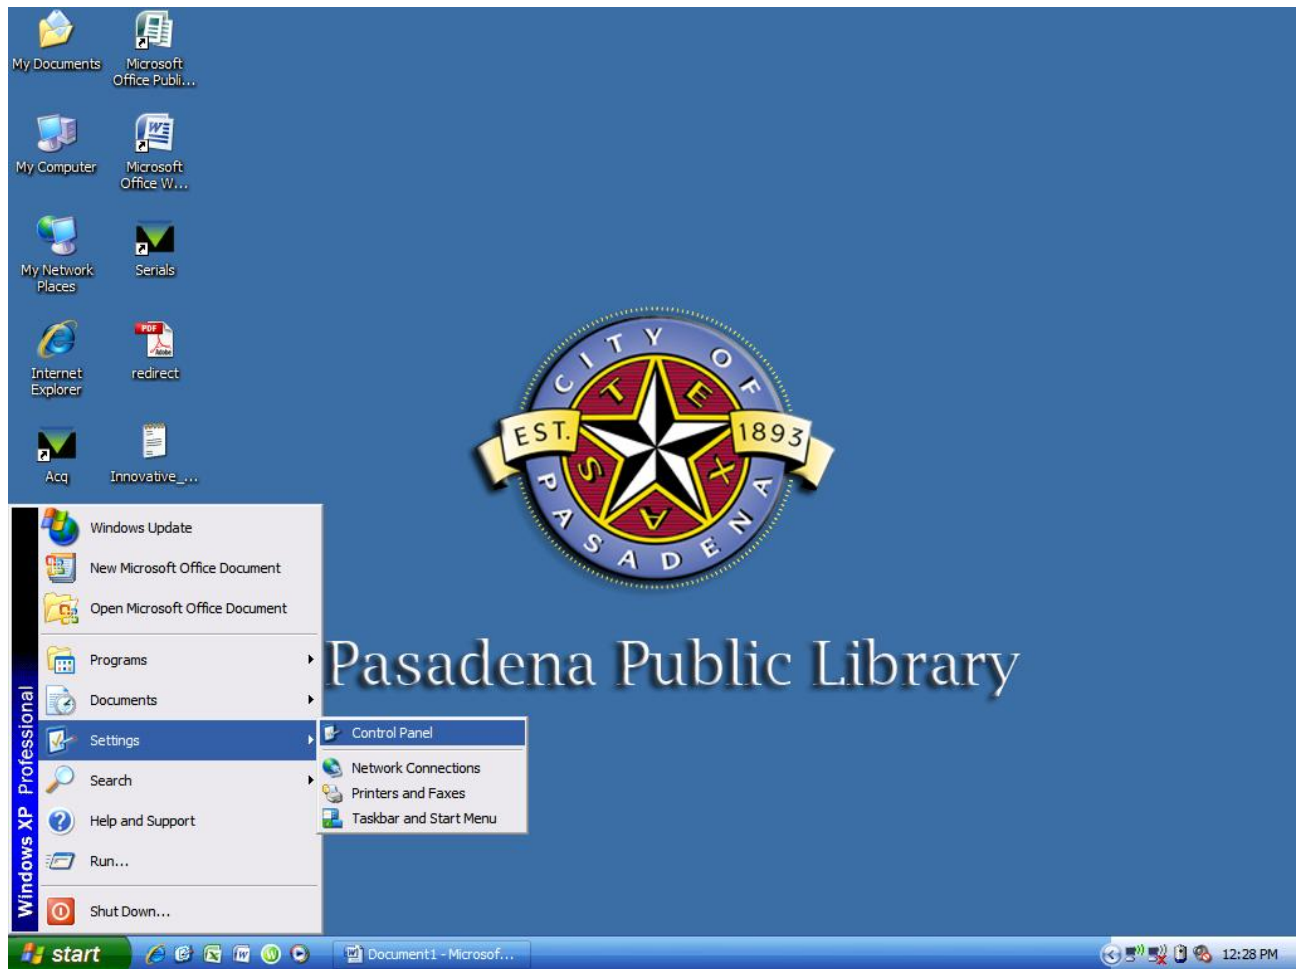 My Documents
Microsoft
Office Publi...
My Computer
Microsoft
Office W...
My Network
Places
Serials
Internet
Explorer
PDF
Adobe
redirect
Acq
Innovative_...
CITY OF
TEXAS
EST.
1893
PASADENA
Pasadena Public Library
Windows XP Professional
Windows Update
New Microsoft Office Document
Open Microsoft Office Document
Programs
Documents
Settings
Search
Help and Support
Run...
Shut Down...
Control Panel
Network Connections
Printers and Faxes
Taskbar and Start Menu
start
Document1 - Microsof...
12:28 PM